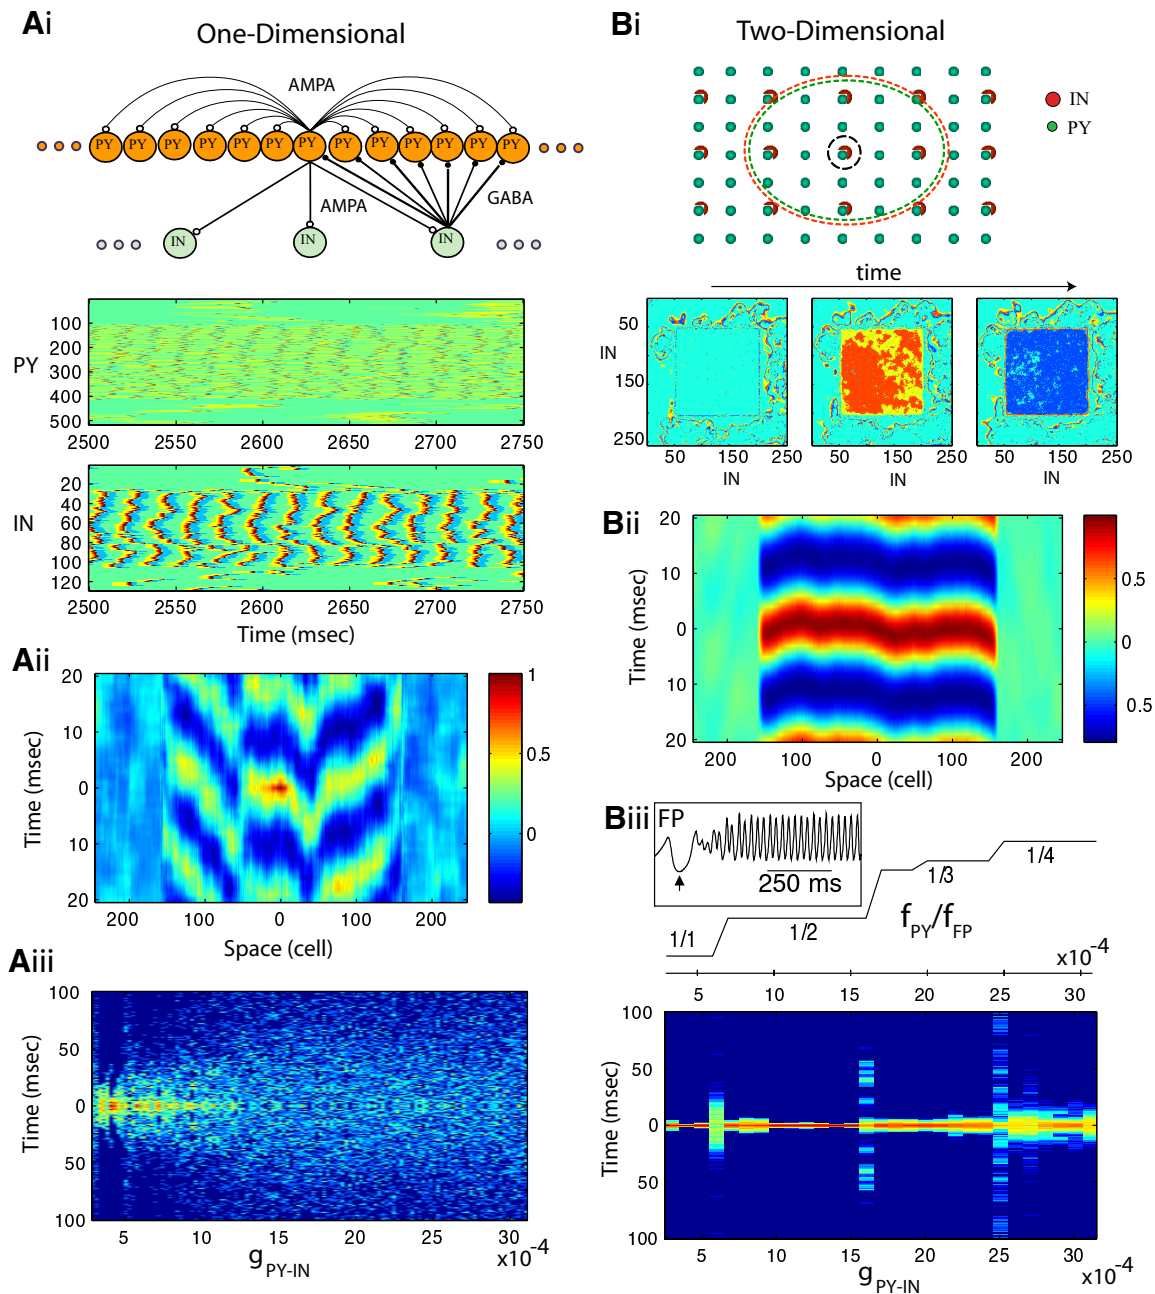 Ai
One-Dimensional
AMPA
PY PY PY PY PY PY PY PY PY PY PY PY PY
AMPA
GABA
IN IN IN
PY
100
200
300
400
500
2500 2550 2600 2650 2700 2750
IN
20
40
60
80
100
120
2500 2550 2600 2650 2700 2750
Time (msec)
Aii
Time (msec)
20
10
0
10
20
200 100 0 100 200
Space (cell)
1
0.5
0
Aiii
Time (msec)
100
50
0
50
100
5 10 15 20 25 30
x10-4
gPY-IN
Bi
Two-Dimensional
IN
PY
time
IN
50
150
250
50 150 250
50 150 250
50 150 250
IN IN IN
Bii
Time (msec)
20
10
0
10
20
200 100 0 100 200
Space (cell)
0.5
0
0.5
Biii
FP
250 ms
1/1
1/2
1/3
1/4
fPY/fFP
x10-4
5 10 15 20 25 30
Time (msec)
100
50
0
50
100
5 10 15 20 25 30
x10-4
gPY-IN